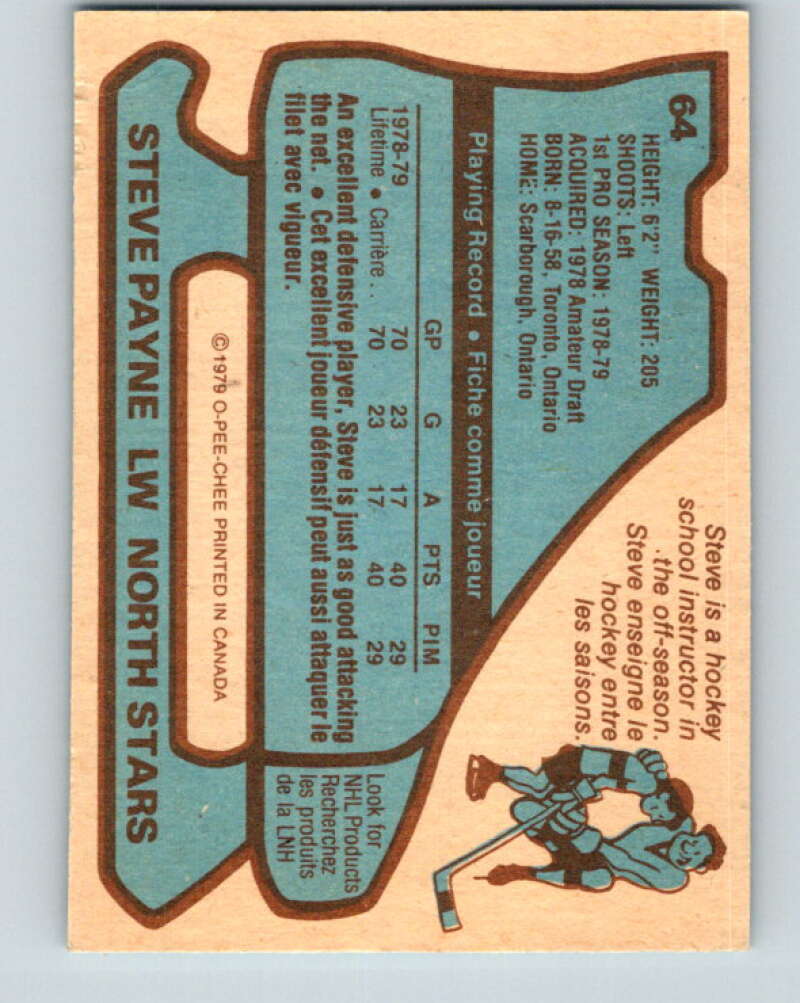 64
HEIGHT: 6'2" WEIGHT: 205
SHOOTS: Left
1st PRO SEASON: 1978-79
ACQUIRED: 1978 Amateur Draft
BORN: 8-16-58, Toronto, Ontario
HOME: Scarborough, Ontario
Steve is a hockey
school instructor in
the off-season.
Steve enseigne le
hockey entre
les saisons.
Playing Record • Fiche comme joueur
GP G A PTS PIM
1978-79 70 23 17 40 29
Lifetime • Carrière . . 70 23 17 40 29
An excellent defensive player, Steve is just as good attacking
the net. • Cet excellent joueur défensif peut aussi attaquer le
filet avec vigueur.
Look for
NHL Products
Recherchez
les produits
de la LNH
© 1979 O-PEE-CHEE PRINTED IN CANADA
STEVE PAYNE LW NORTH STARS